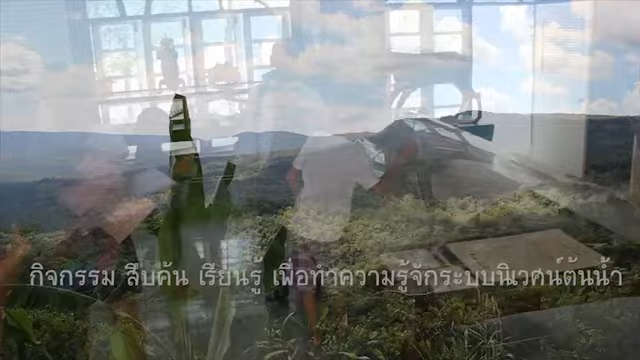 กิจกรรม สืบค้น เรียนรู้ เพื่อทำความรู้จักระบบนิเวศน์ต้นน้ำ